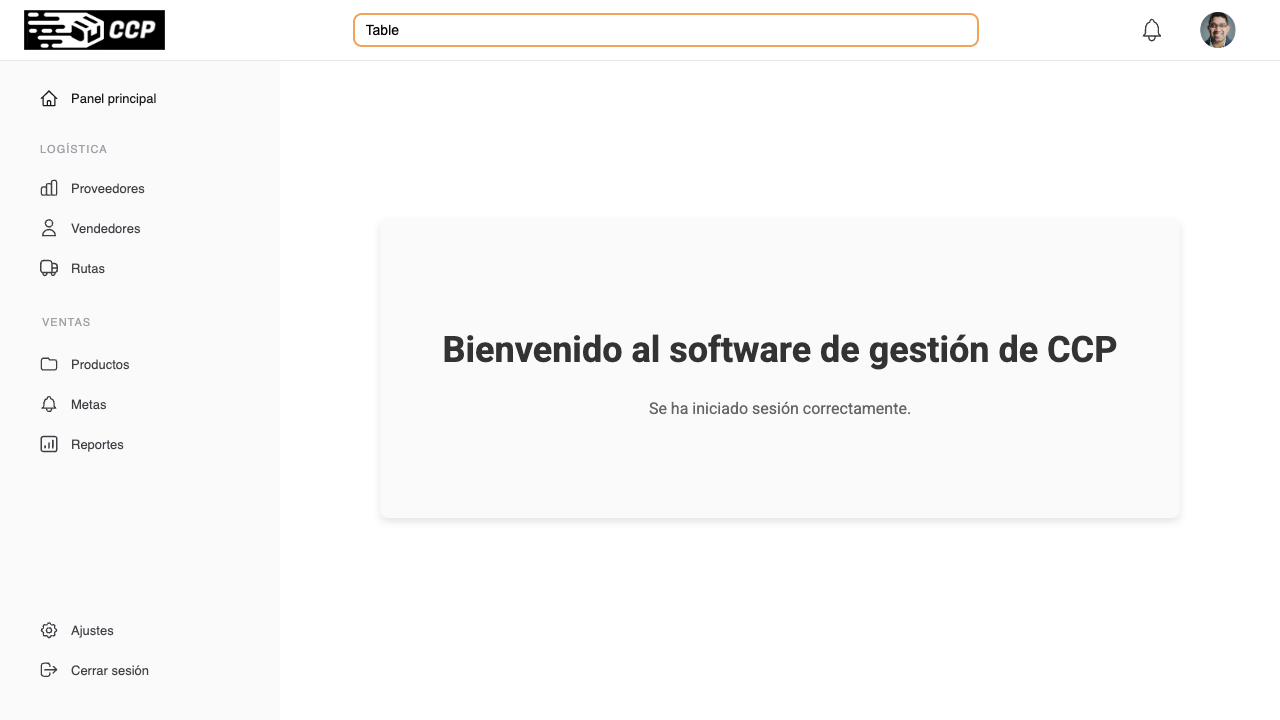 CCP
Table
Panel principal
LOGÍSTICA
Proveedores
Vendedores
Rutas
VENTAS
Productos
Metas
Reportes
Bienvenido al software de gestión de CCP
Se ha iniciado sesión correctamente.
Ajustes
Cerrar sesión